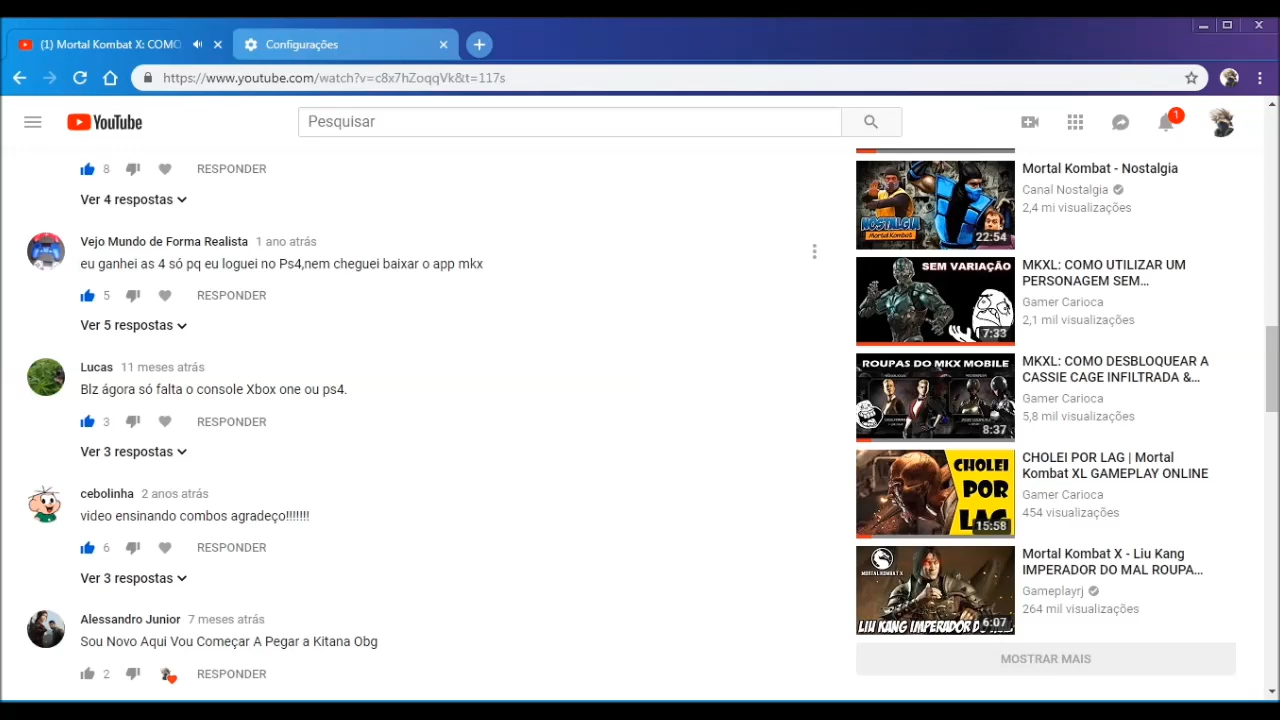 (1) Mortal Kombat X: COMO
Configurações
https://www.youtube.com/watch?v=c8x7hZoqqVk&t=117s
YouTube
Pesquisar
1
8
RESPONDER
Ver 4 respostas
Vejo Mundo de Forma Realista 1 ano atrás
eu ganhei as 4 só pq eu loguei no Ps4,nem cheguei baixar o app mkx
5
RESPONDER
Ver 5 respostas
Lucas 11 meses atrás
Blz ágora só falta o console Xbox one ou ps4.
3
RESPONDER
Ver 3 respostas
cebolinha 2 anos atrás
video ensinando combos agradeço!!!!!!!
6
RESPONDER
Ver 3 respostas
Alessandro Junior 7 meses atrás
Sou Novo Aqui Vou Começar A Pegar a Kitana Obg
2
RESPONDER
NOSTALGIA
Mortal Kombat
22:54
Mortal Kombat - Nostalgia
Canal Nostalgia
2,4 mi visualizações
SEM VARIAÇÃO
7:33
MKXL: COMO UTILIZAR UM
PERSONAGEM SEM...
Gamer Carioca
2,1 mil visualizações
ROUPAS DO MKX MOBILE
8:37
MKXL: COMO DESBLOQUEAR A
CASSIE CAGE INFILTRADA &...
Gamer Carioca
5,8 mil visualizações
CHOLEI
POR
LAG
15:58
CHOLEI POR LAG | Mortal
Kombat XL GAMEPLAY ONLINE
Gamer Carioca
454 visualizações
MORTAL KOMBAT X
LIU KANG IMPERADOR D
6:07
Mortal Kombat X - Liu Kang
IMPERADOR DO MAL ROUPA...
Gameplayrj
264 mil visualizações
MOSTRAR MAIS